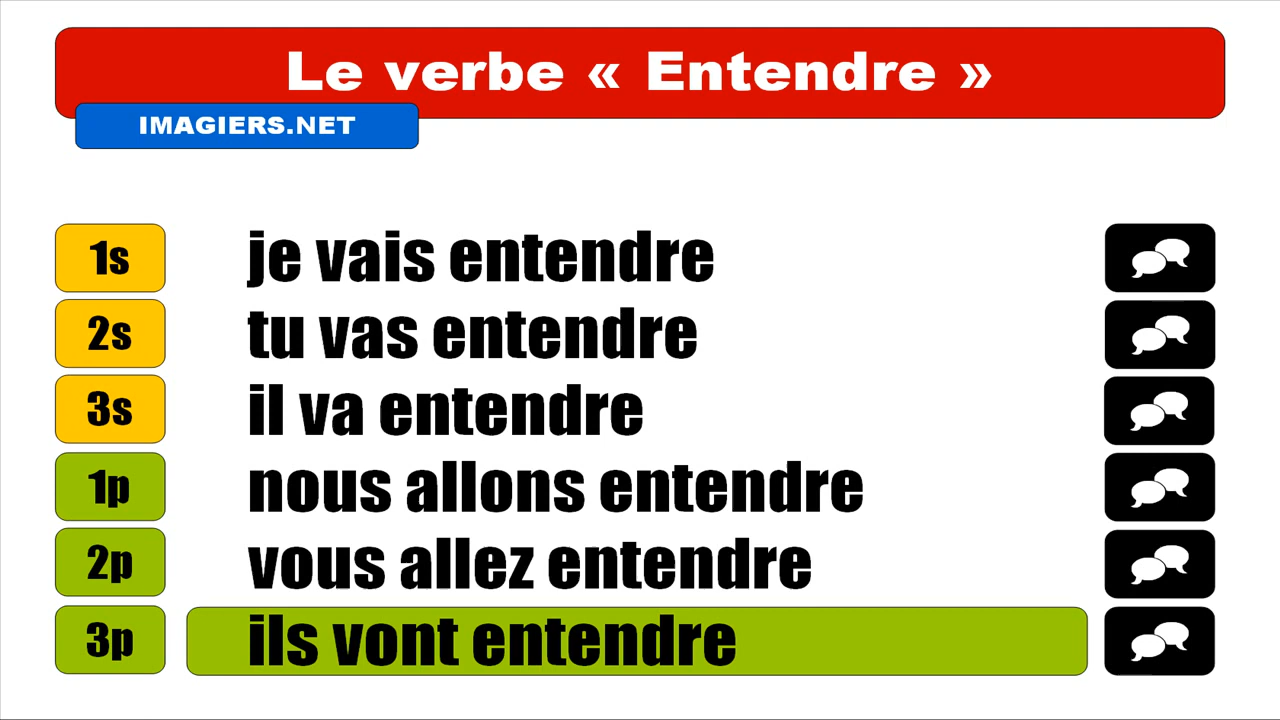 Le verbe « Entendre »
IMAGIERS.NET
1s je vais entendre
2s tu vas entendre
3s il va entendre
1p nous allons entendre
2p vous allez entendre
3p ils vont entendre